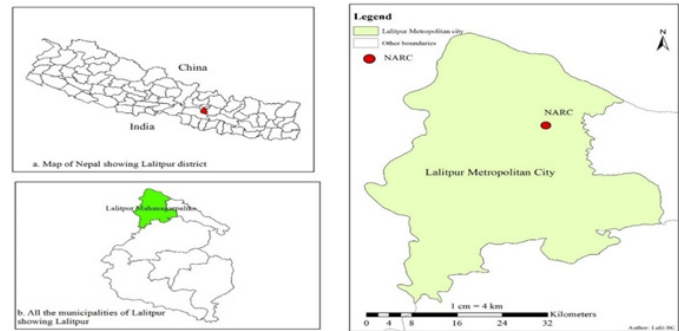 China
India
a. Map of Nepal showing Lalitpur district
Lalitpur Mahanagarpalika
b. All the municipalities of Lalitpur
showing Lalitpur
Legend
Lalitpur Metropolitan city
Other boundaries
NARC
N
NARC
Lalitpur Metropolitan City
1 cm = 4 km
Kilometers
0 4 8 16 24 32
Author: Lalit BC